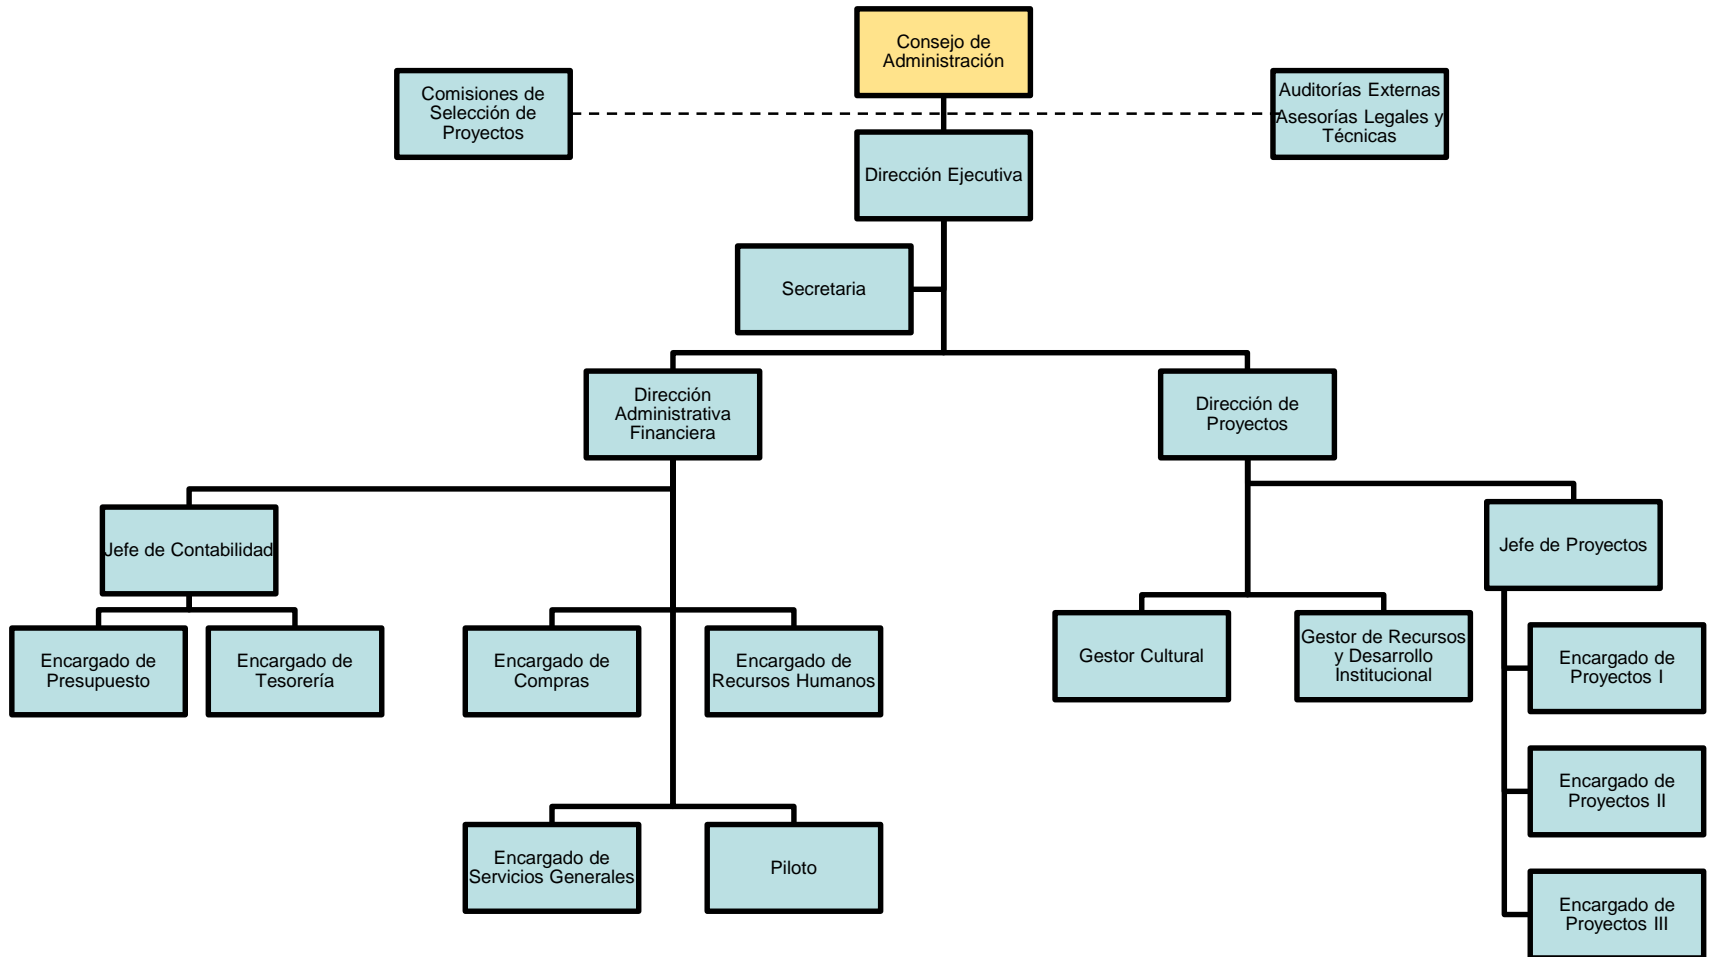 Consejo de
Administración
Comisiones de
Selección de
Proyectos
Auditorías Externas
Asesorías Legales y
Técnicas
Dirección Ejecutiva
Secretaria
Dirección
Administrativa
Financiera
Dirección de
Proyectos
Jefe de Contabilidad
Jefe de Proyectos
Encargado de
Presupuesto
Encargado de
Tesorería
Encargado de
Compras
Encargado de
Recursos Humanos
Gestor Cultural
Gestor de Recursos
y Desarrollo
Institucional
Encargado de
Proyectos I
Encargado de
Proyectos II
Encargado de
Servicios Generales
Piloto
Encargado de
Proyectos III